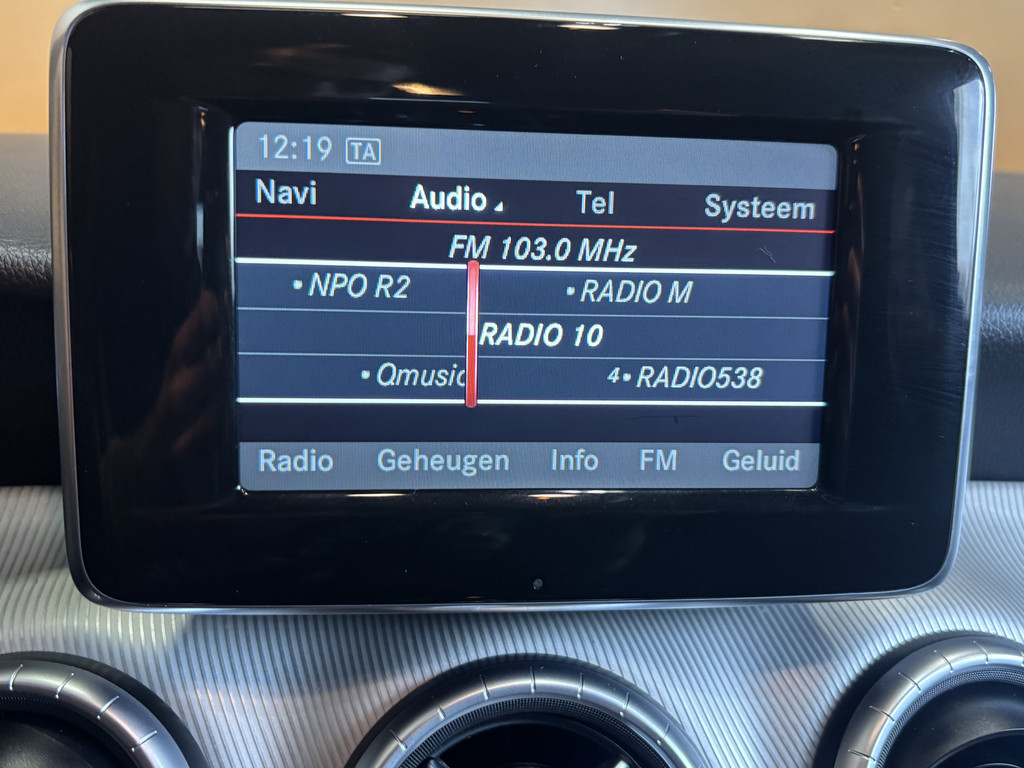 12:19 TA
Navi Audio Tel Systeem
FM 103.0 MHz
• NPO R2 • RADIO M
RADIO 10
• Qmusic 4• RADIO538
Radio Geheugen Info FM Geluid